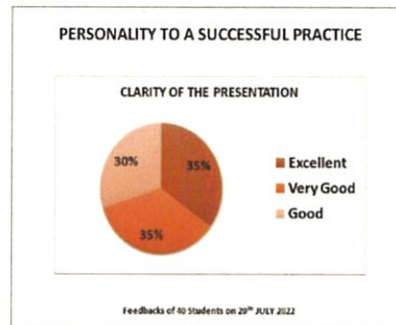 PERSONALITY TO A SUCCESSFUL PRACTICE
CLARITY OF THE PRESENTATION
30%
35%
35%
Excellent
Very Good
Good
Feedbacks of 40 Students on 29TH JULY 2022